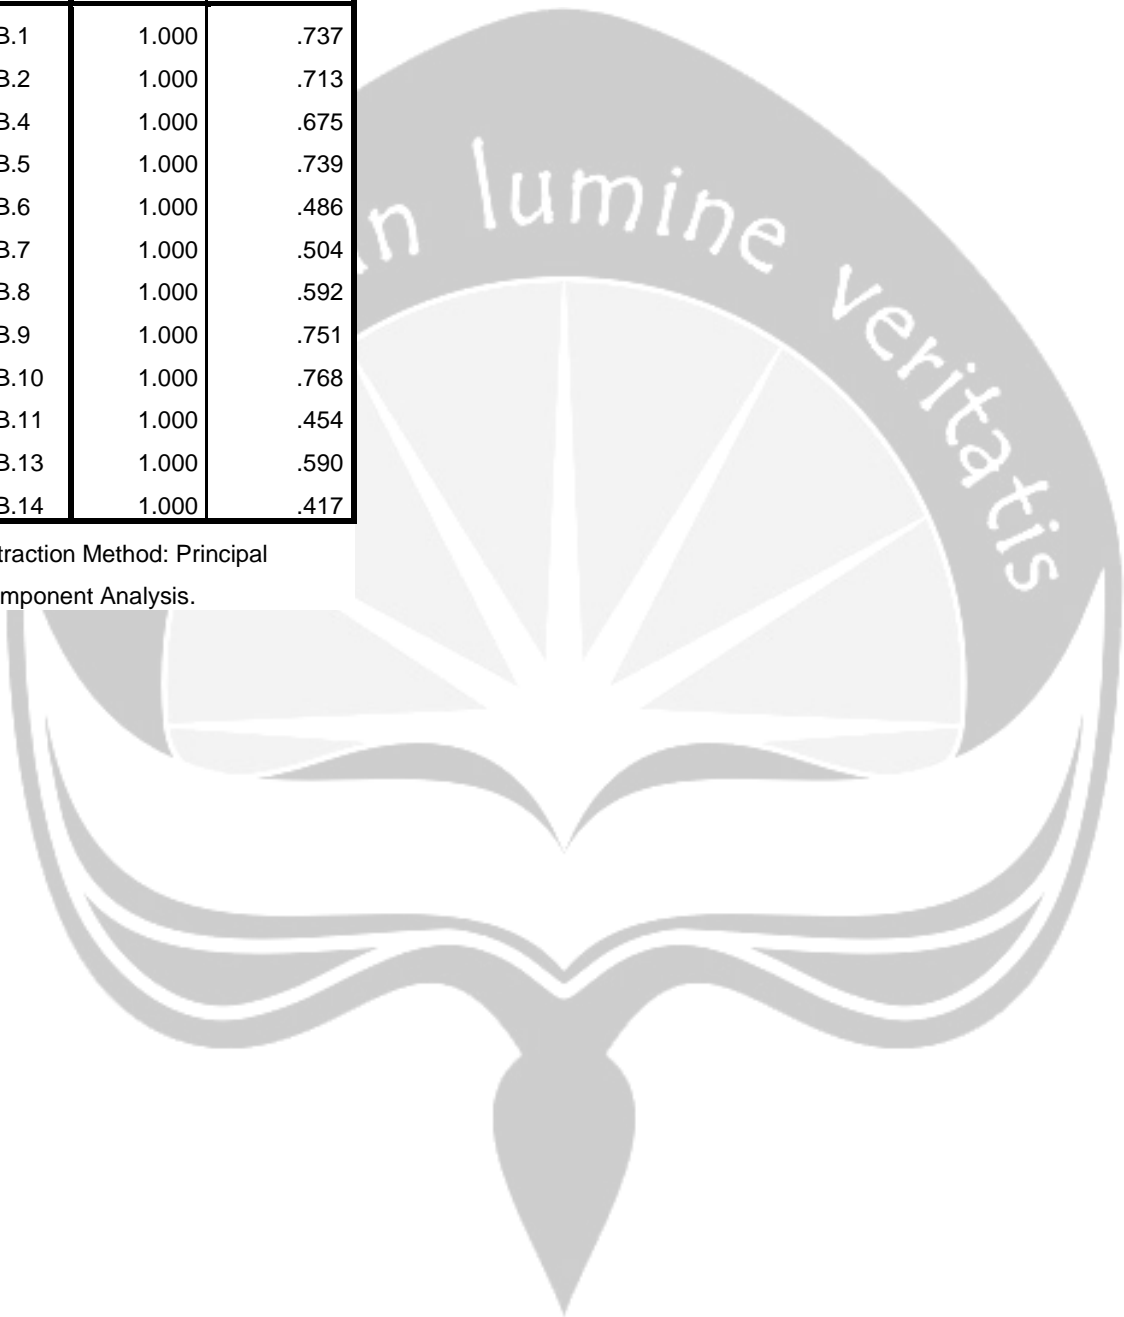 B.1 1.000 .737
B.2 1.000 .713
B.4 1.000 .675
B.5 1.000 .739
B.6 1.000 .486
B.7 1.000 .504
B.8 1.000 .592
B.9 1.000 .751
B.10 1.000 .768
B.11 1.000 .454
B.13 1.000 .590
B.14 1.000 .417
traction Method: Principal
mponent Analysis.
n lumine veritatis